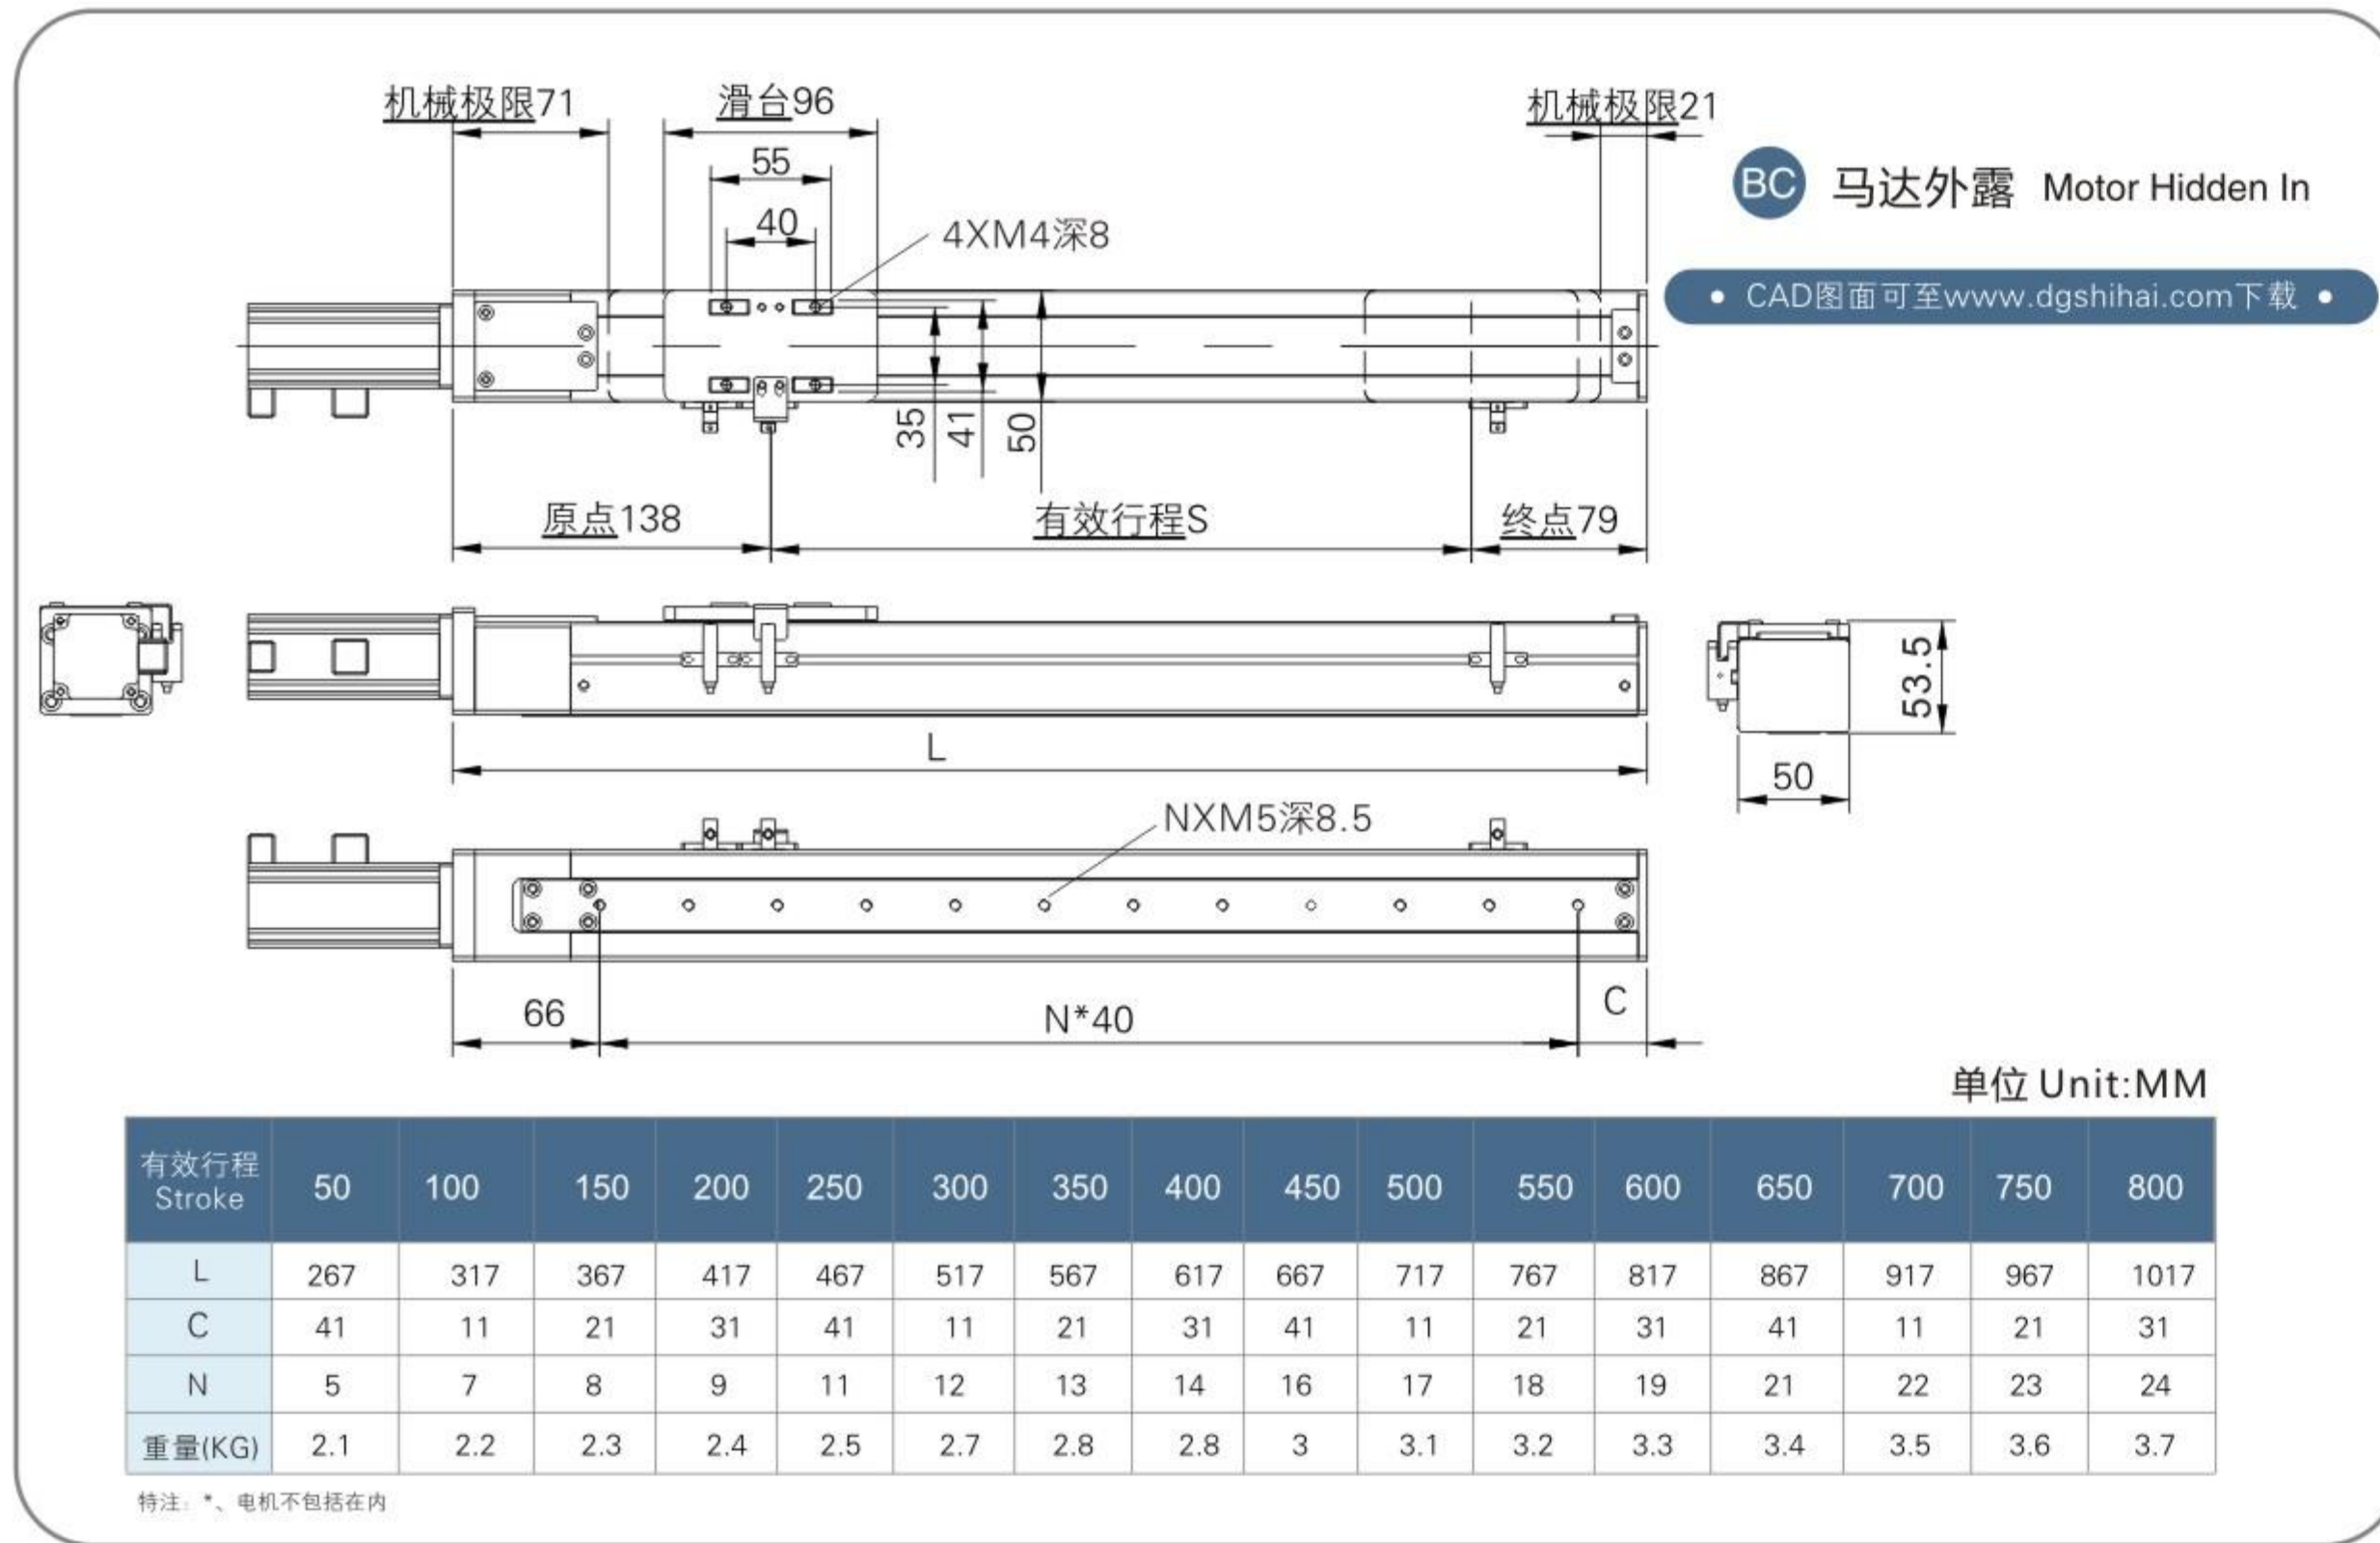 机械极限71
滑台96
机械极限21
55
40
4XM4深8
BC 马达外露 Motor Hidden In
• CAD图面可至www.dgshihai.com下载 •
35
41
50
原点138
有效行程S
终点79
53.5
L
50
NXM5深8.5
66
N*40
C
单位 Unit:MM
有效行程 Stroke 50 100 150 200 250 300 350 400 450 500 550 600 650 700 750 800
L 267 317 367 417 467 517 567 617 667 717 767 817 867 917 967 1017
C 41 11 21 31 41 11 21 31 41 11 21 31 41 11 21 31
N 5 7 8 9 11 12 13 14 16 17 18 19 21 22 23 24
重量(KG) 2.1 2.2 2.3 2.4 2.5 2.7 2.8 2.8 3 3.1 3.2 3.3 3.4 3.5 3.6 3.7
特注：*、电机不包括在内